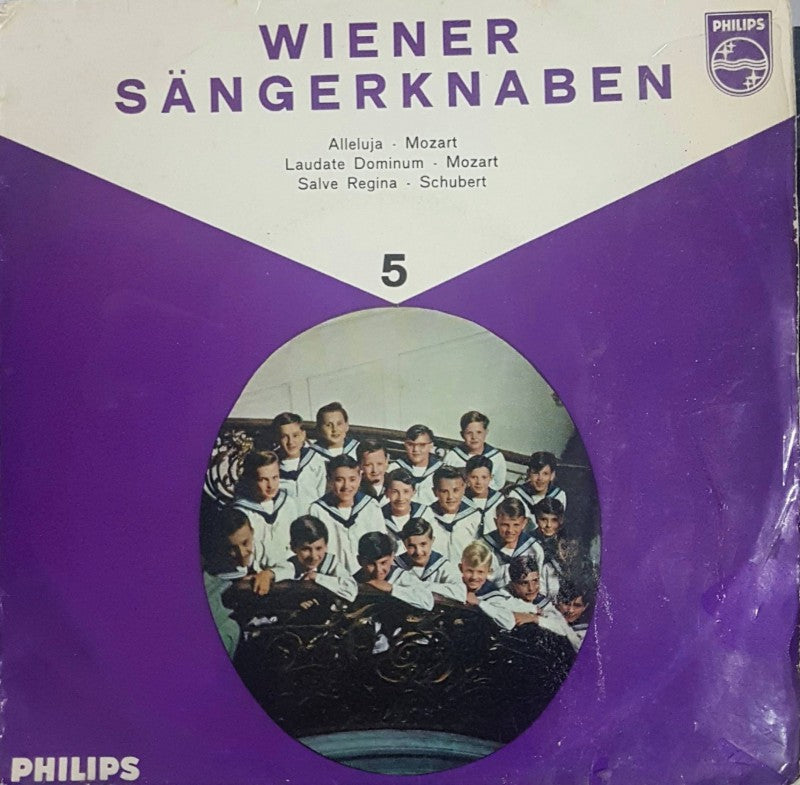 WIENER
SÄNGERKNABEN
PHILIPS
Alleluja - Mozart
Laudate Dominum - Mozart
Salve Regina - Schubert
5
PHILIPS